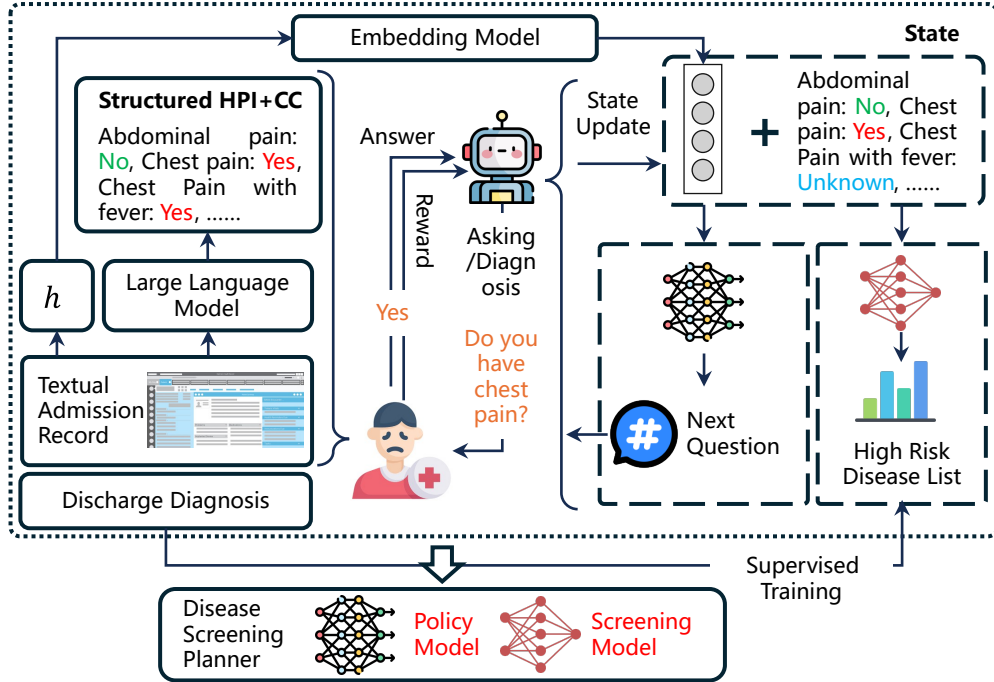 Embedding Model
State
Structured HPI+CC
Abdominal pain:
No, Chest pain: Yes,
Chest Pain with
fever: Yes, ......
Answer
Reward
State
Update
+
Abdominal
pain: No, Chest
pain: Yes, Chest
Pain with fever:
Unknown, ......
h
Large Language
Model
Asking
/Diagn
osis
Yes
Do you
have
chest
pain?
Textual
Admission
Record
#
Next
Question
High Risk
Disease List
Discharge Diagnosis
Supervised
Training
Disease
Screening
Planner
Policy
Model
Screening
Model